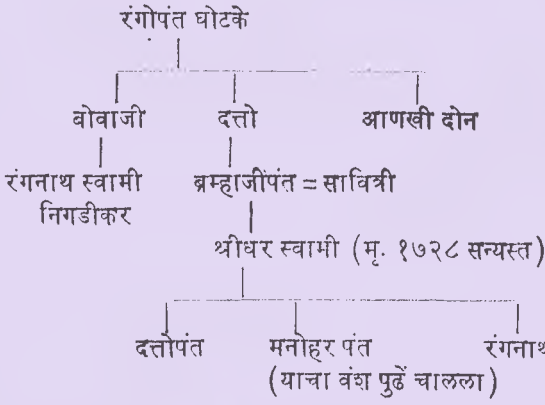 रंगोपंत घोटके
बोवाजी दत्तो आणखी दोन
रंगनाथ स्वामी ब्रम्हाजींपंत = सावित्री
निगडीकर
श्रीधर स्वामी (मृ. १७२८ सन्यस्त)
दत्तोपंत मनोहर पंत रंगनाथ
(याचा वंश पुढें चालला)